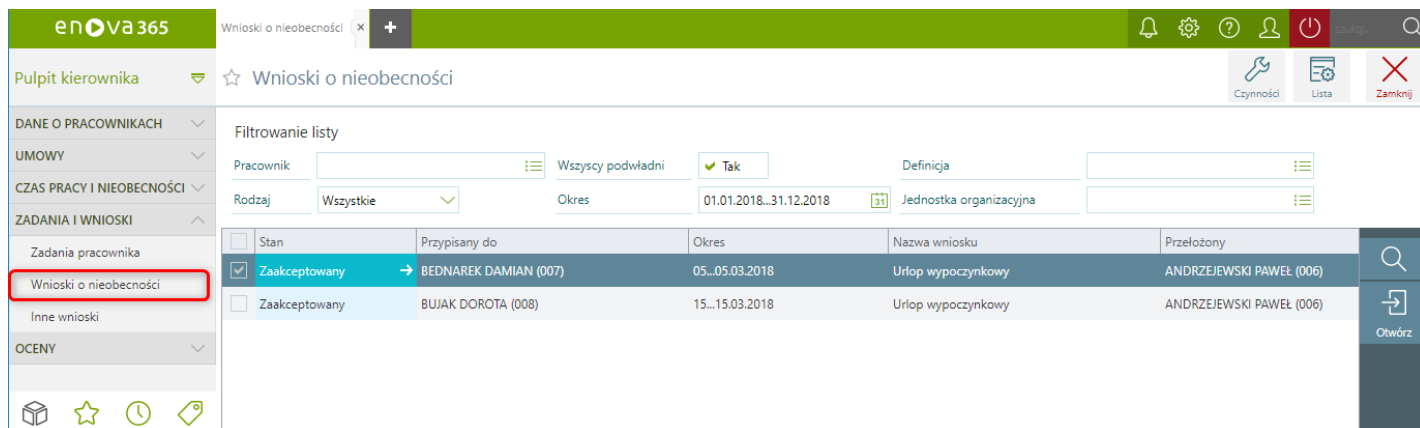 enova365
Wnioski o nieobecności
szukaj...
Pulpit kierownika
Wnioski o nieobecności
Czynności
Lista
Zamknij
DANE O PRACOWNIKACH
UMOWY
CZAS PRACY I NIEOBECNOŚCI
ZADANIA I WNIOSKI
Zadania pracownika
Wnioski o nieobecności
Inne wnioski
OCENY
Filtrowanie listy
Pracownik Wszyscy podwładni Tak Definicja
Rodzaj Wszystkie Okres 01.01.2018...31.12.2018 31 Jednostka organizacyjna
Stan Przypisany do Okres Nazwa wniosku Przełożony
Zaakceptowany BEDNAREK DAMIAN (007) 05...05.03.2018 Urlop wypoczynkowy ANDRZEJEWSKI PAWEŁ (006)
Zaakceptowany BUJAK DOROTA (008) 15...15.03.2018 Urlop wypoczynkowy ANDRZEJEWSKI PAWEŁ (006)
Otwórz